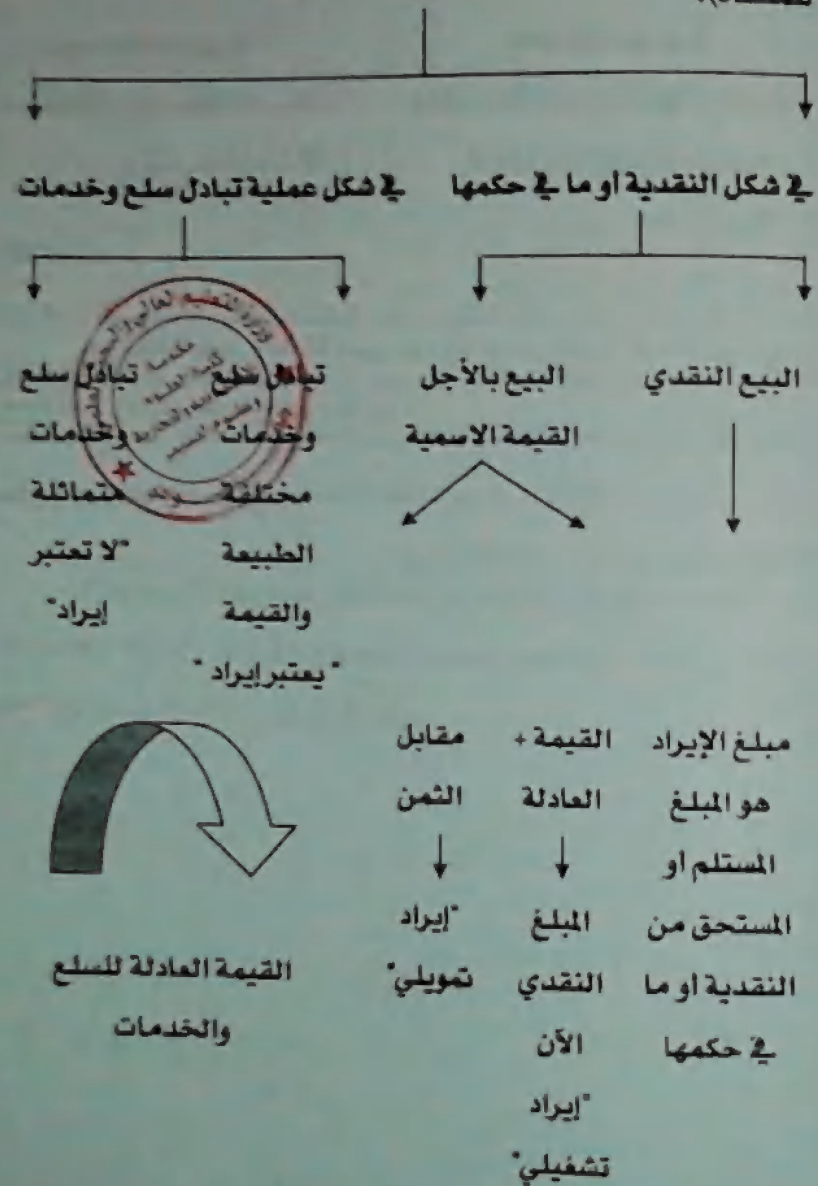 في شكل النقدية أو ما في حكمها
في شكل عملية تبادل سلع وخدمات
البيع النقدي
البيع بالأجل
القيمة الاسمية
تبادل سلع
وخدمات
مختلفة
الطبيعة
والقيمة
"يعتبر إيراد"
تبادل سلع
وخدمات
متماثلة
"لا تعتبر
إيراد"
مبلغ الإيراد
هو المبلغ
المستلم أو
المستحق من
النقدية أو ما
في حكمها
القيمة +
العادلة
المبلغ
النقدي
الآن
"إيراد
تشغيلي"
مقابل
الثمن
"إيراد
تمويلي"
القيمة العادلة للسلع
والخدمات
وزارة التعليم العالي و